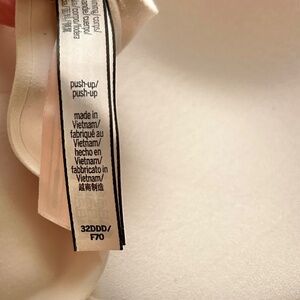 push-up/
push-up
made in
Vietnam/
fabriqué au
Vietnam/
hecho en
Vietnam/
fabbricato in
Vietnam/
越南制造
32DDD/
F70